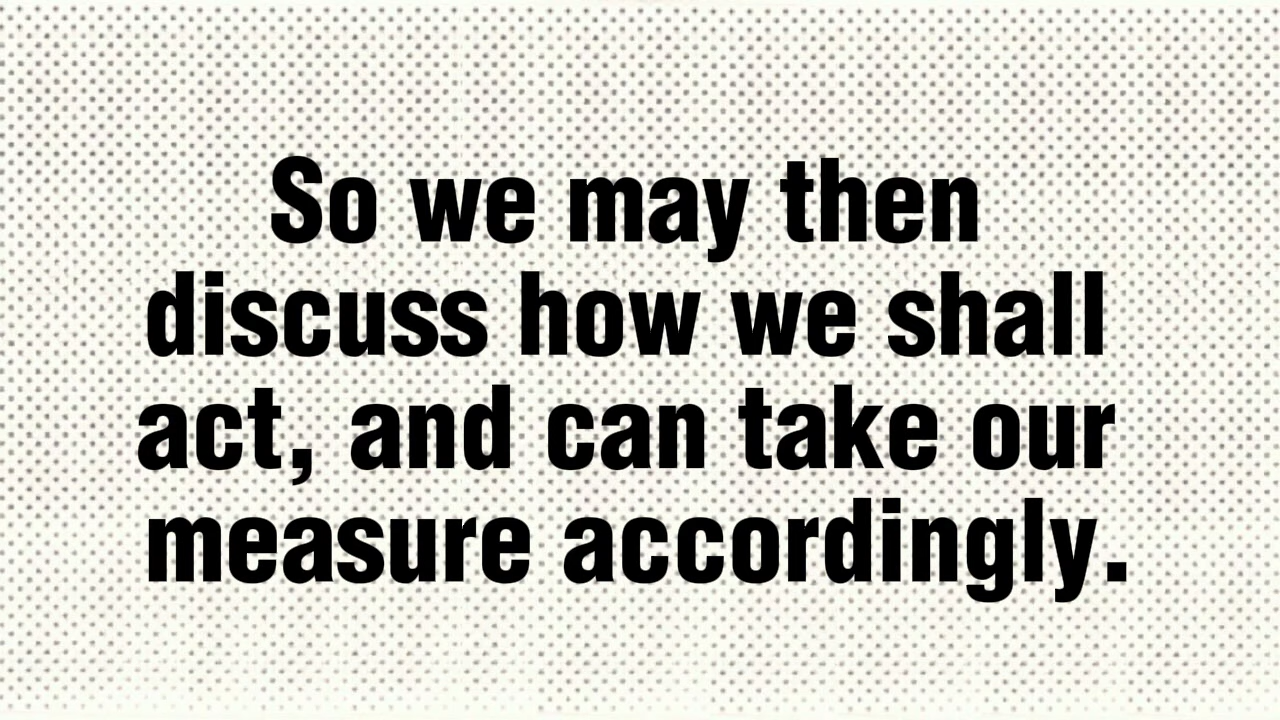 So we may then
discuss how we shall
act, and can take our
measure accordingly.